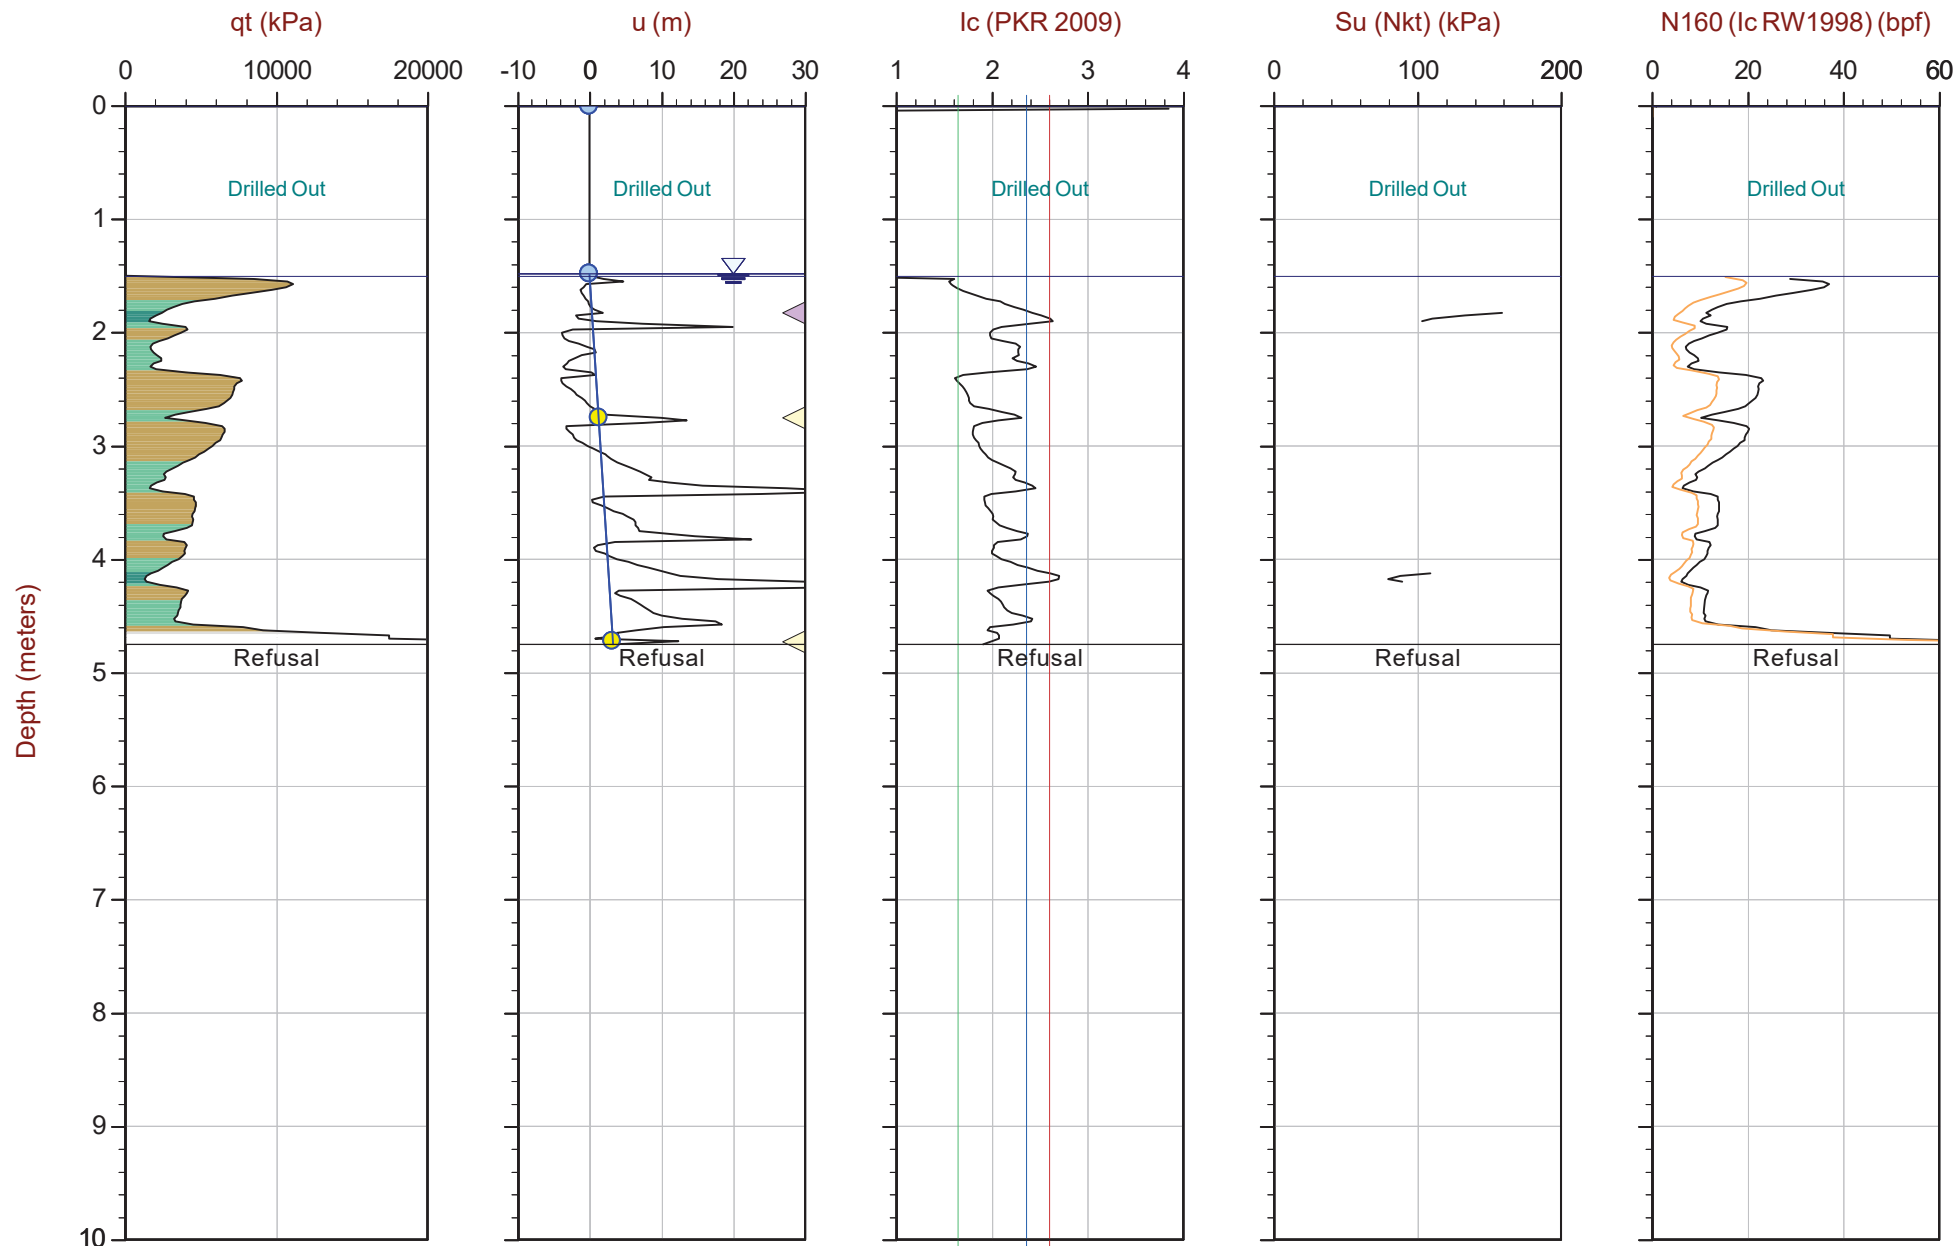 qt (kPa) u (m) Ic (PKR 2009) Su (Nkt) (kPa) N160 (Ic RW1998) (bpf)
0 10000 20000 -10 0 10 20 30 1 2 3 4 0 100 200 0 20 40 60
0
Drilled Out Drilled Out Drilled Out Drilled Out Drilled Out
1
2
3
4
Refusal Refusal Refusal Refusal Refusal
5
Depth (meters)
6
7
8
9
10